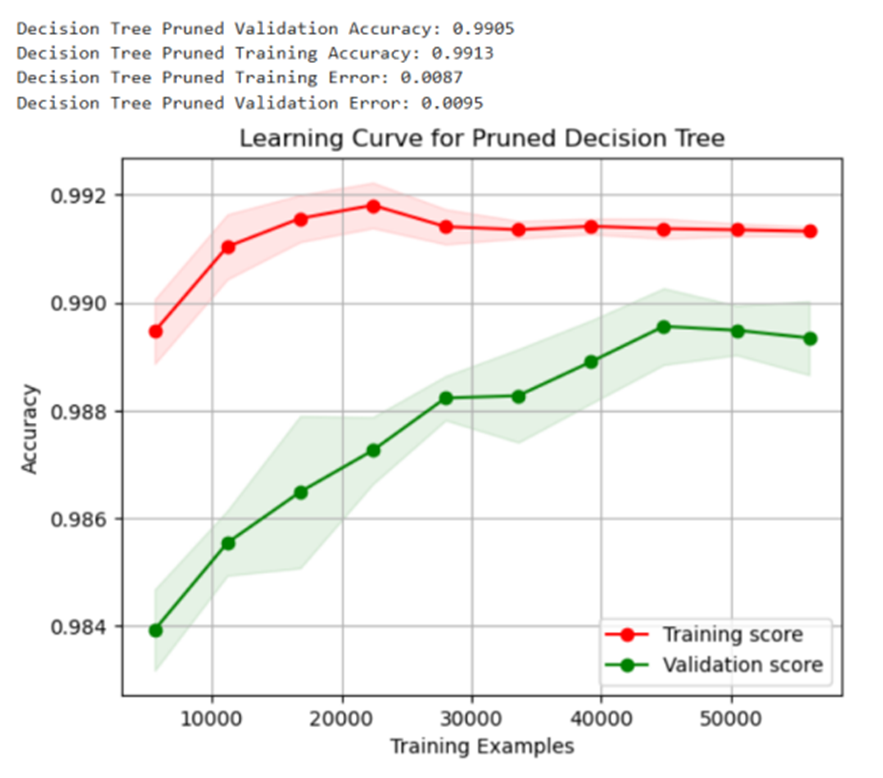 Decision Tree Pruned Validation Accuracy: 0.9905
Decision Tree Pruned Training Accuracy: 0.9913
Decision Tree Pruned Training Error: 0.0087
Decision Tree Pruned Validation Error: 0.0095
Learning Curve for Pruned Decision Tree
0.992
0.990
0.988
0.986
0.984
Accuracy
Training score
Validation score
10000 20000 30000 40000 50000
Training Examples